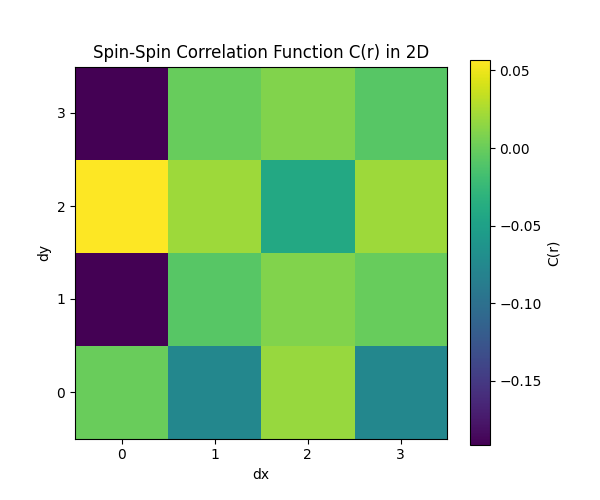 Spin-Spin Correlation Function C(r) in 2D
3
2
1
0
dy
0 1 2 3
dx
0.05
0.00
−0.05
−0.10
−0.15
C(r)